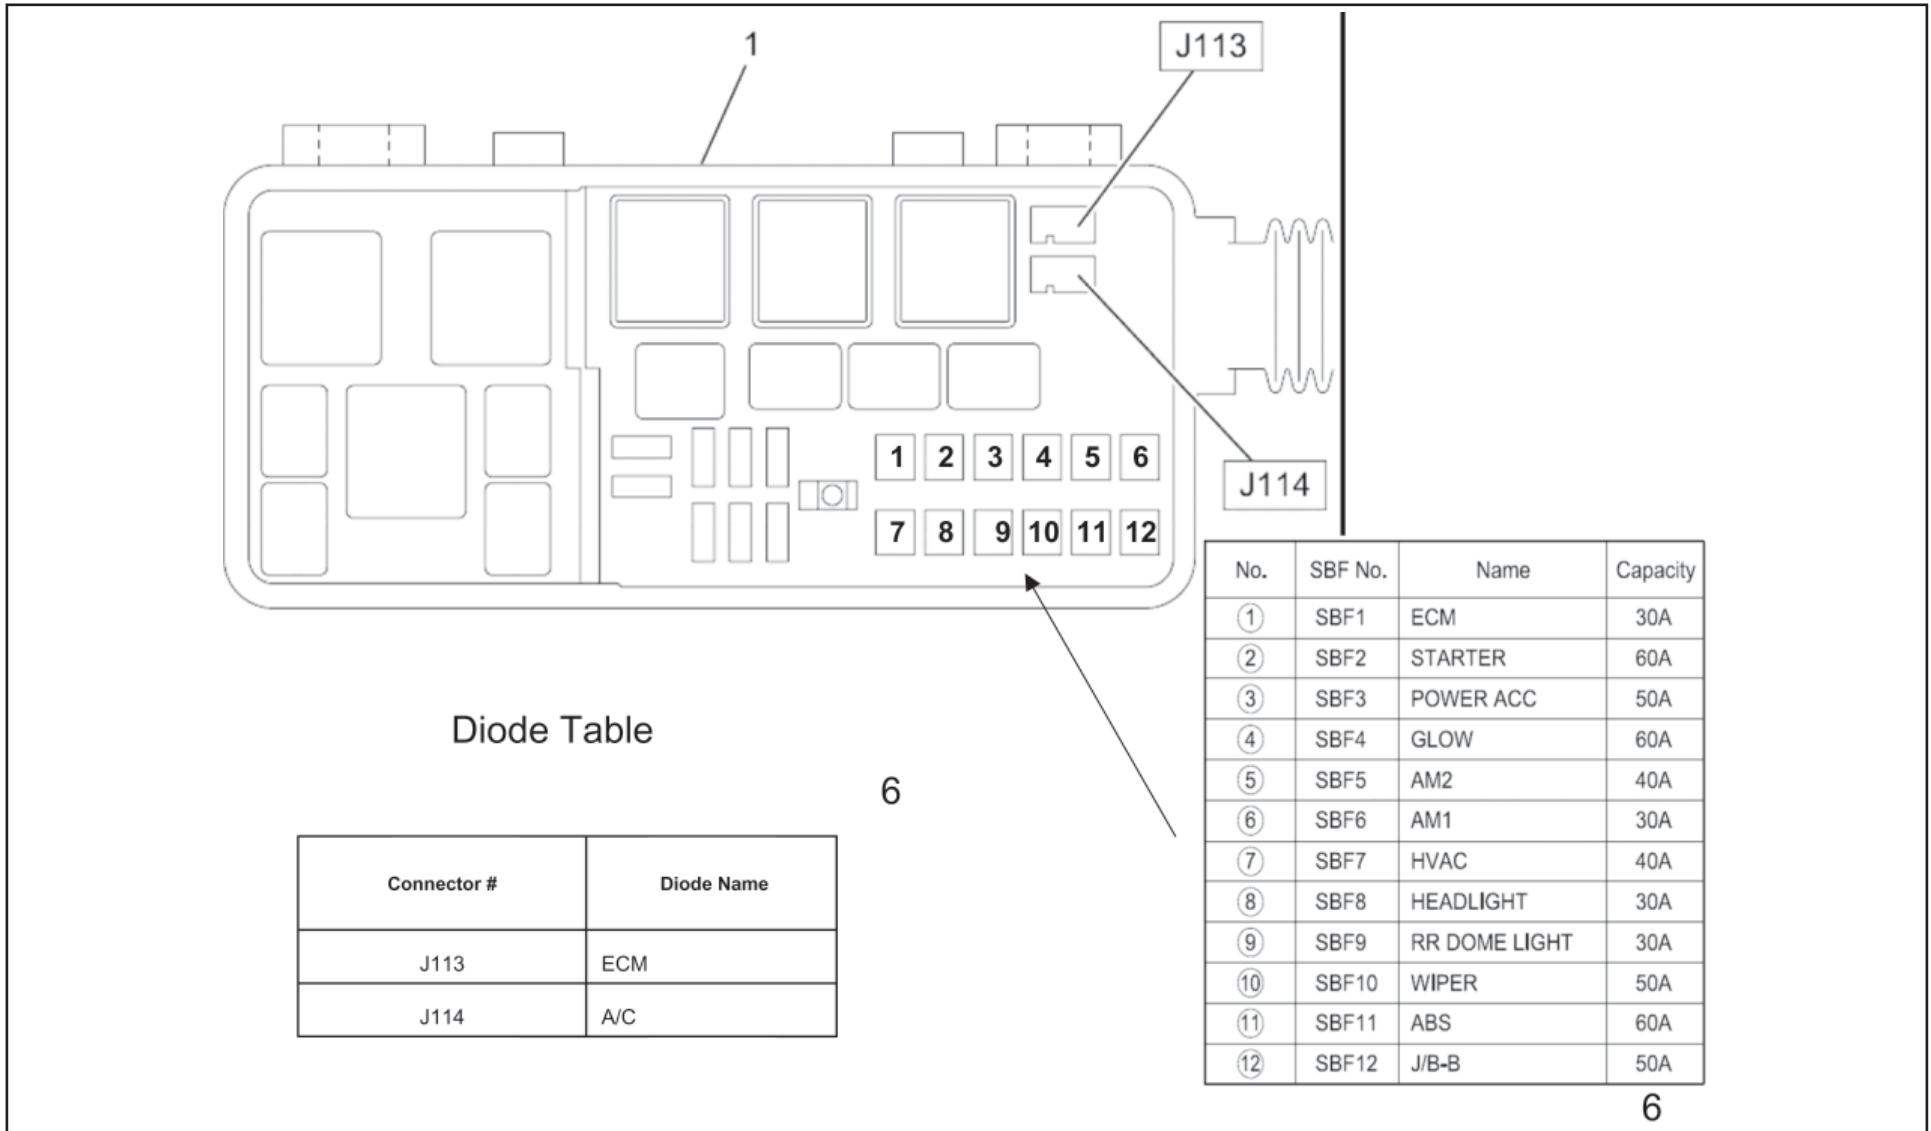 1
J113
J114
1 2 3 4 5 6
7 8 9 10 11 12
No. SBF No. Name Capacity
1 SBF1 ECM 30A
2 SBF2 STARTER 60A
3 SBF3 POWER ACC 50A
4 SBF4 GLOW 60A
5 SBF5 AM2 40A
6 SBF6 AM1 30A
7 SBF7 HVAC 40A
8 SBF8 HEADLIGHT 30A
9 SBF9 RR DOME LIGHT 30A
10 SBF10 WIPER 50A
11 SBF11 ABS 60A
12 SBF12 J/B-B 50A
6
Diode Table
6
Connector # Diode Name
J113 ECM
J114 A/C